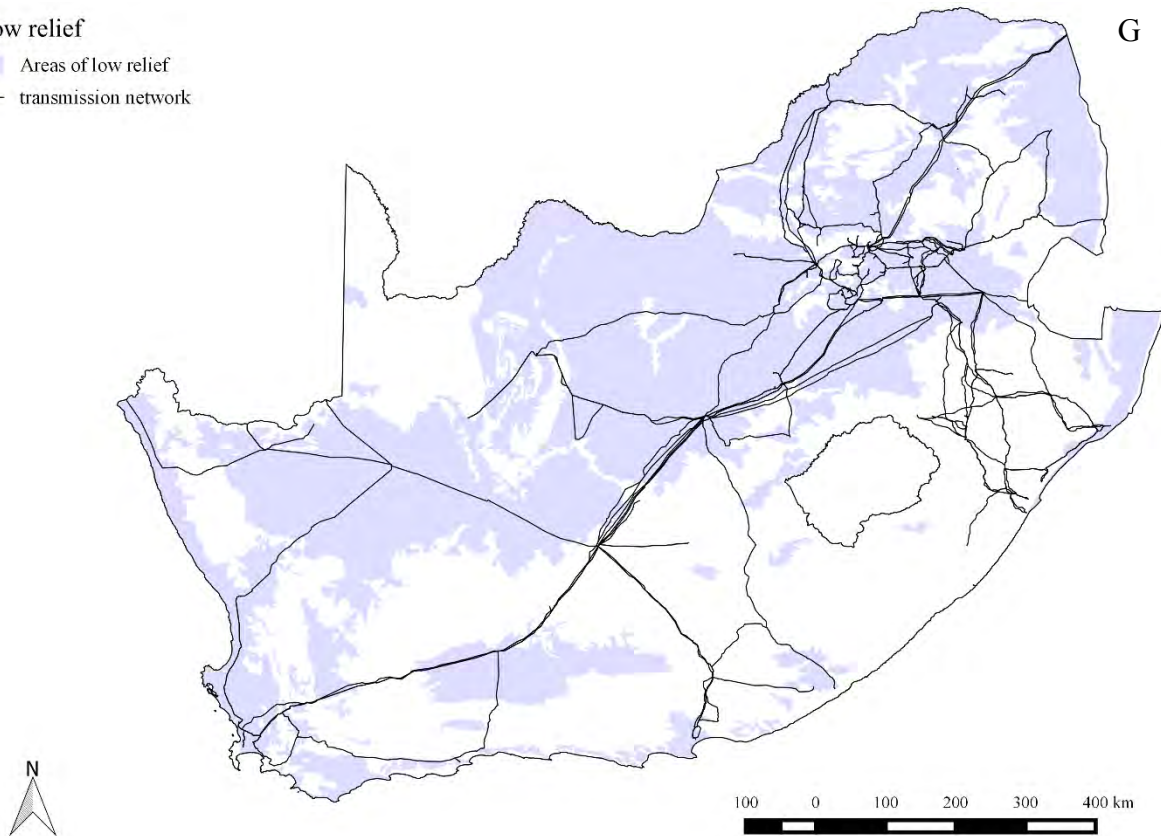 ow relief
G
Areas of low relief
transmission network
N
100 0 100 200 300 400 km